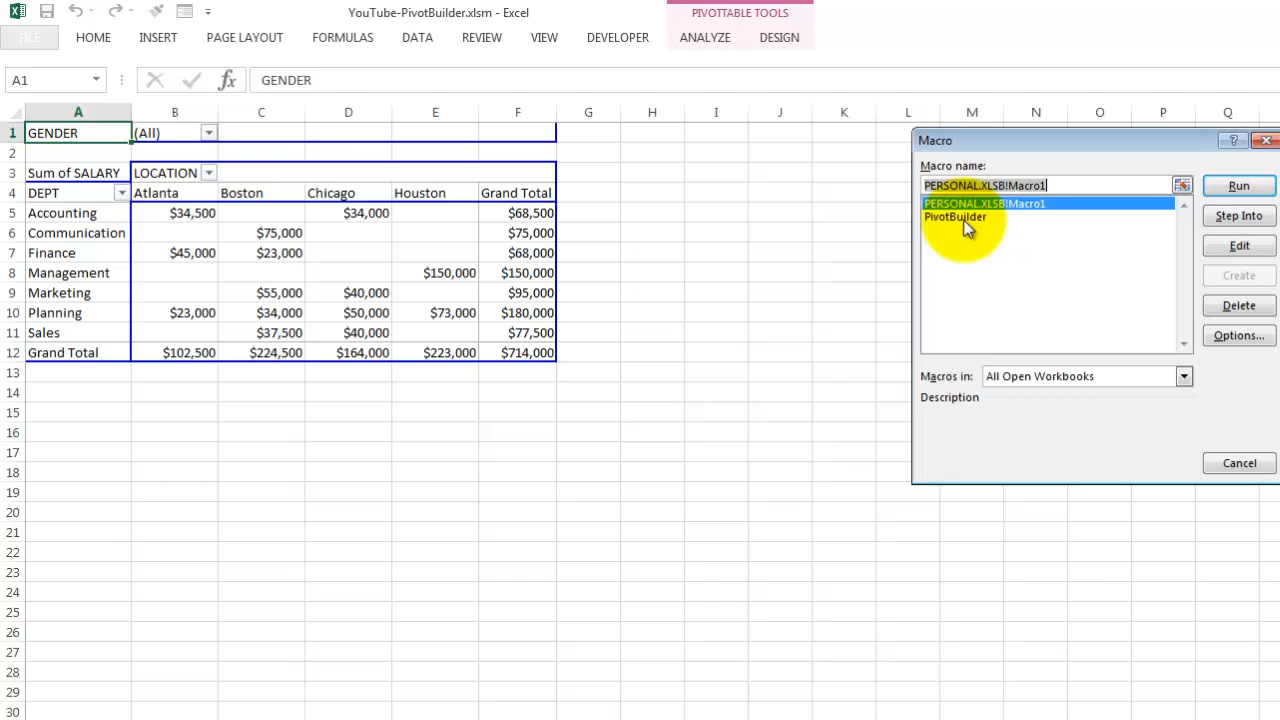 YouTube-PivotBuilder.xlsm - Excel
PIVOTTABLE TOOLS
FILE HOME INSERT PAGE LAYOUT FORMULAS DATA REVIEW VIEW DEVELOPER ANALYZE DESIGN
A1 fx GENDER
A B C D E F G H I J K L M N O P Q
1 GENDER (All)
2
3 Sum of SALARY LOCATION
4 DEPT Atlanta Boston Chicago Houston Grand Total
5 Accounting $34,500 $34,000 $68,500
6 Communication $75,000 $75,000
7 Finance $45,000 $23,000 $68,000
8 Management $150,000 $150,000
9 Marketing $55,000 $40,000 $95,000
10 Planning $23,000 $34,000 $50,000 $73,000 $180,000
11 Sales $37,500 $40,000 $77,500
12 Grand Total $102,500 $224,500 $164,000 $223,000 $714,000
13
14
15
16
17
18
19
20
21
22
23
24
25
26
27
28
29
30
Macro ?
Macro name:
PERSONAL.XLSB!Macro1
PERSONAL.XLSB!Macro1
PivotBuilder
Run
Step Into
Edit
Create
Delete
Options...
Macros in: All Open Workbooks
Description
Cancel